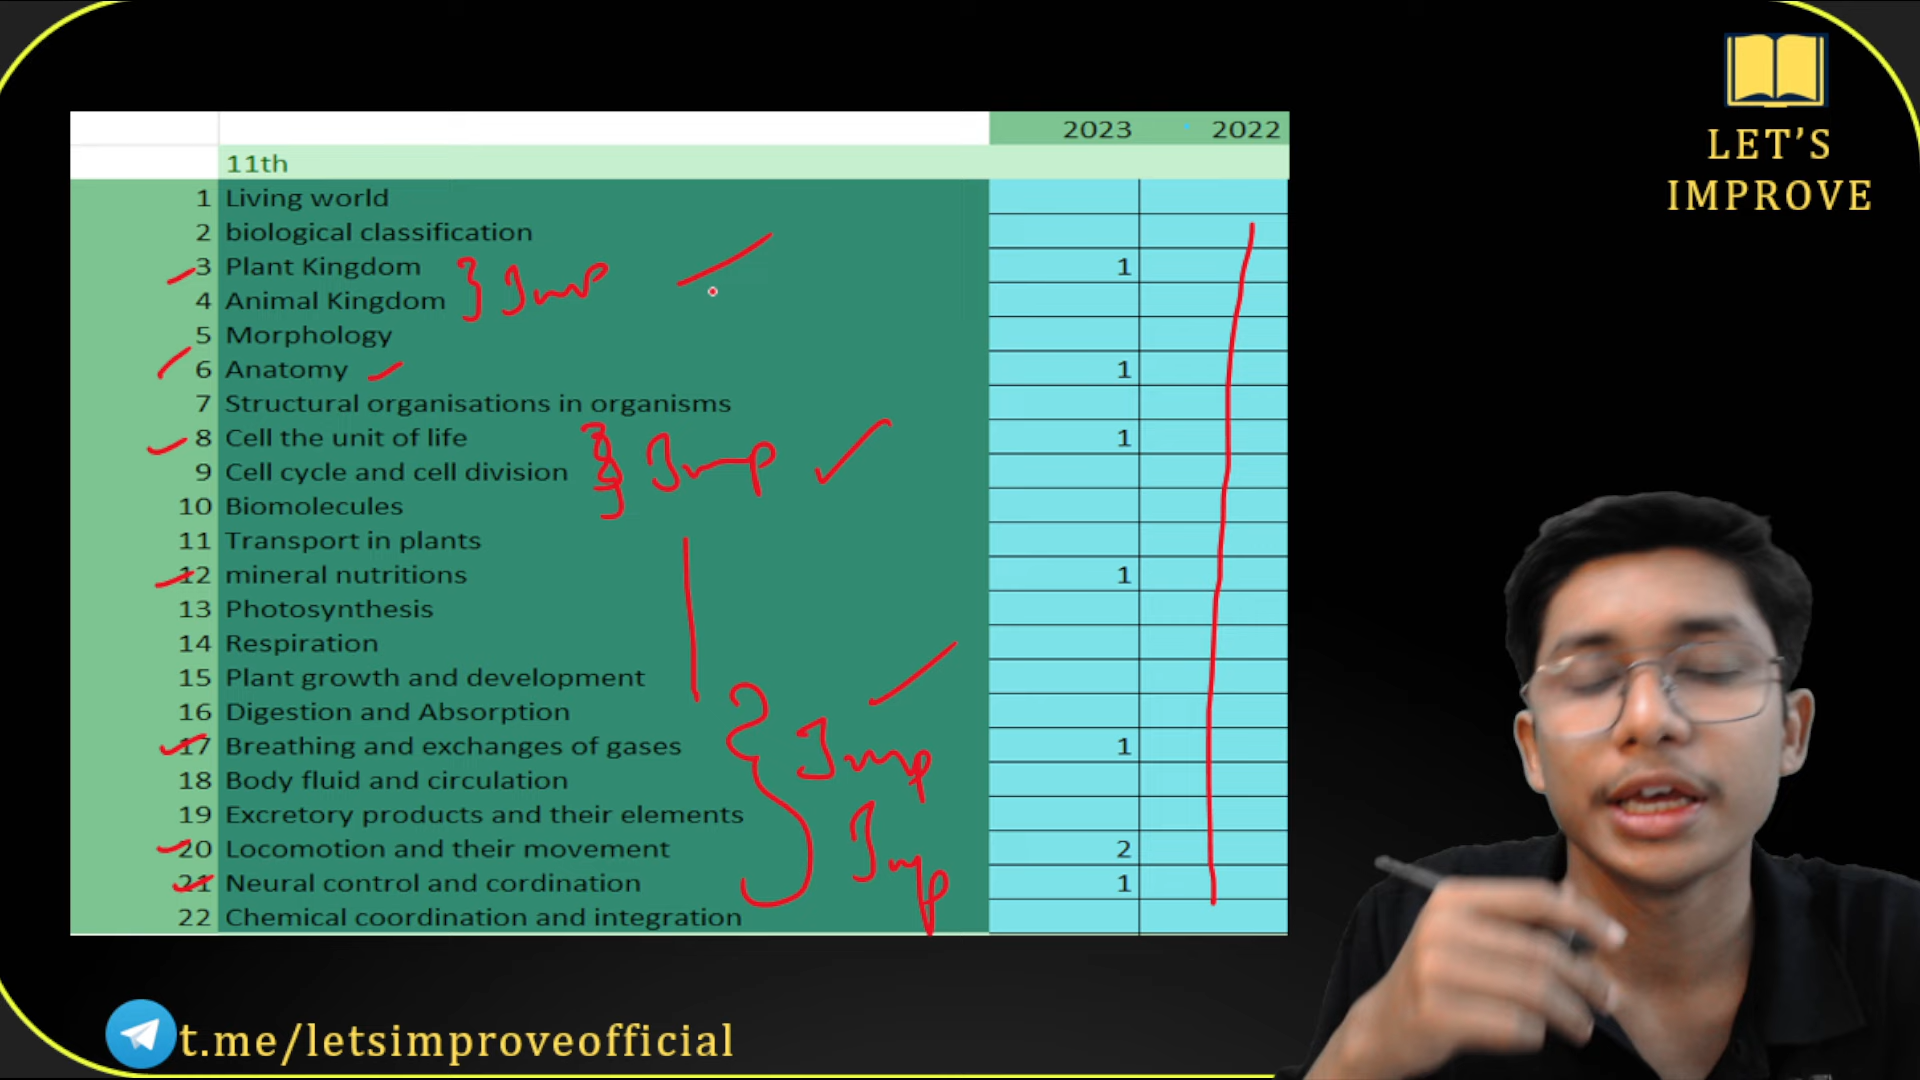 LET'S
IMPROVE
2023 2022
11th
1 Living world
2 biological classification
3 Plant Kingdom 1
4 Animal Kingdom Imp
5 Morphology
6 Anatomy 1
7 Structural organisations in organisms
8 Cell the unit of life 1
9 Cell cycle and cell division Imp
10 Biomolecules
11 Transport in plants
12 mineral nutritions 1
13 Photosynthesis
14 Respiration
15 Plant growth and development
16 Digestion and Absorption
17 Breathing and exchanges of gases Imp 1
18 Body fluid and circulation
19 Excretory products and their elements
20 Locomotion and their movement Imp 2
21 Neural control and cordination 1
22 Chemical coordination and integration
t.me/letsimproveofficial